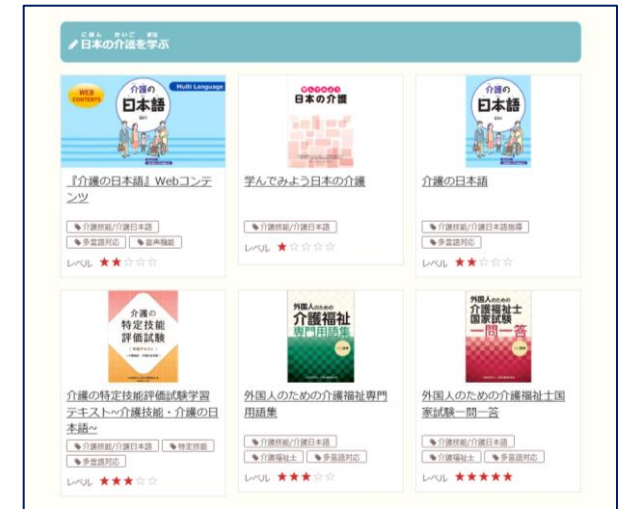 にほん かいご まな
日本の介護を学ぶ
WEB
CONTENTS
Multi Language
介護の
日本語
『介護の日本語』Webコンテ
ンツ
介護技能/介護日本語
多言語対応 音声機能
レベル ★★☆☆☆
学んでみよう
日本の介護
学んでみよう日本の介護
介護技能/介護日本語
レベル ★☆☆☆☆
介護の
日本語
介護の日本語
介護技能/介護日本語指導
多言語対応
レベル ★★☆☆☆
介護の
特定技能
評価試験
介護の特定技能評価試験学習
テキスト~介護技能・介護の日
本語~
介護技能/介護日本語 特定技能
多言語対応
レベル ★★★☆☆
外国人のための
介護福祉士
専門用語集
外国人のための介護福祉士専門
用語集
介護技能/介護日本語
介護福祉士 多言語対応
レベル ★★★☆☆
外国人のための
介護福祉士
国家試験
一問一答
外国人のための介護福祉士国
家試験一問一答
介護技能/介護日本語
介護福祉士 多言語対応
レベル ★★★★★